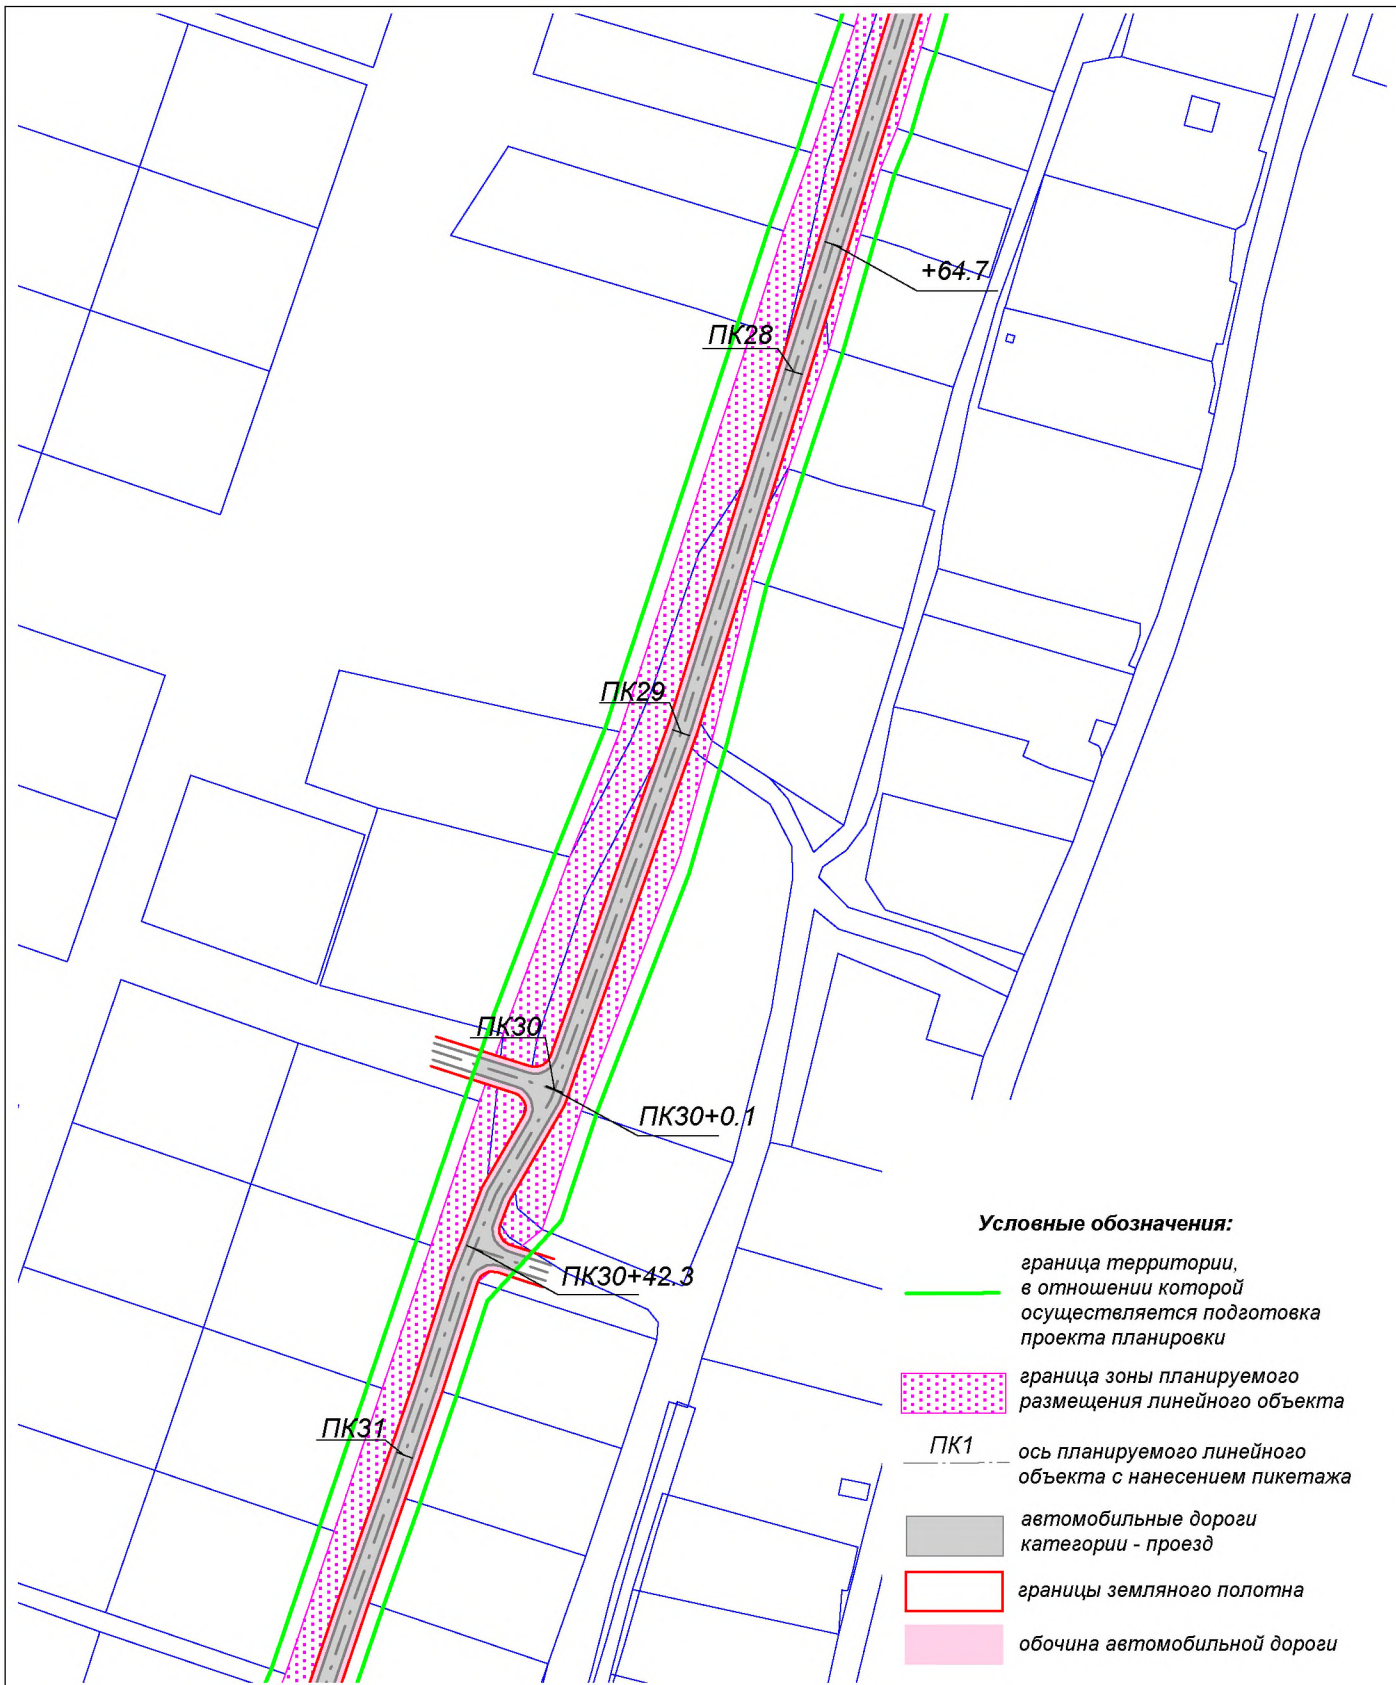 +64.7
ПК28
ПК29
ПК30
ПК30+0.1
ПК30+42.3
ПК31
Условные обозначения:
граница территории,
в отношении которой
осуществляется подготовка
проекта планировки
граница зоны планируемого
размещения линейного объекта
ПК1
ось планируемого линейного
объекта с нанесением пикетажа
автомобильные дороги
категории - проезд
границы земляного полотна
обочина автомобильной дороги